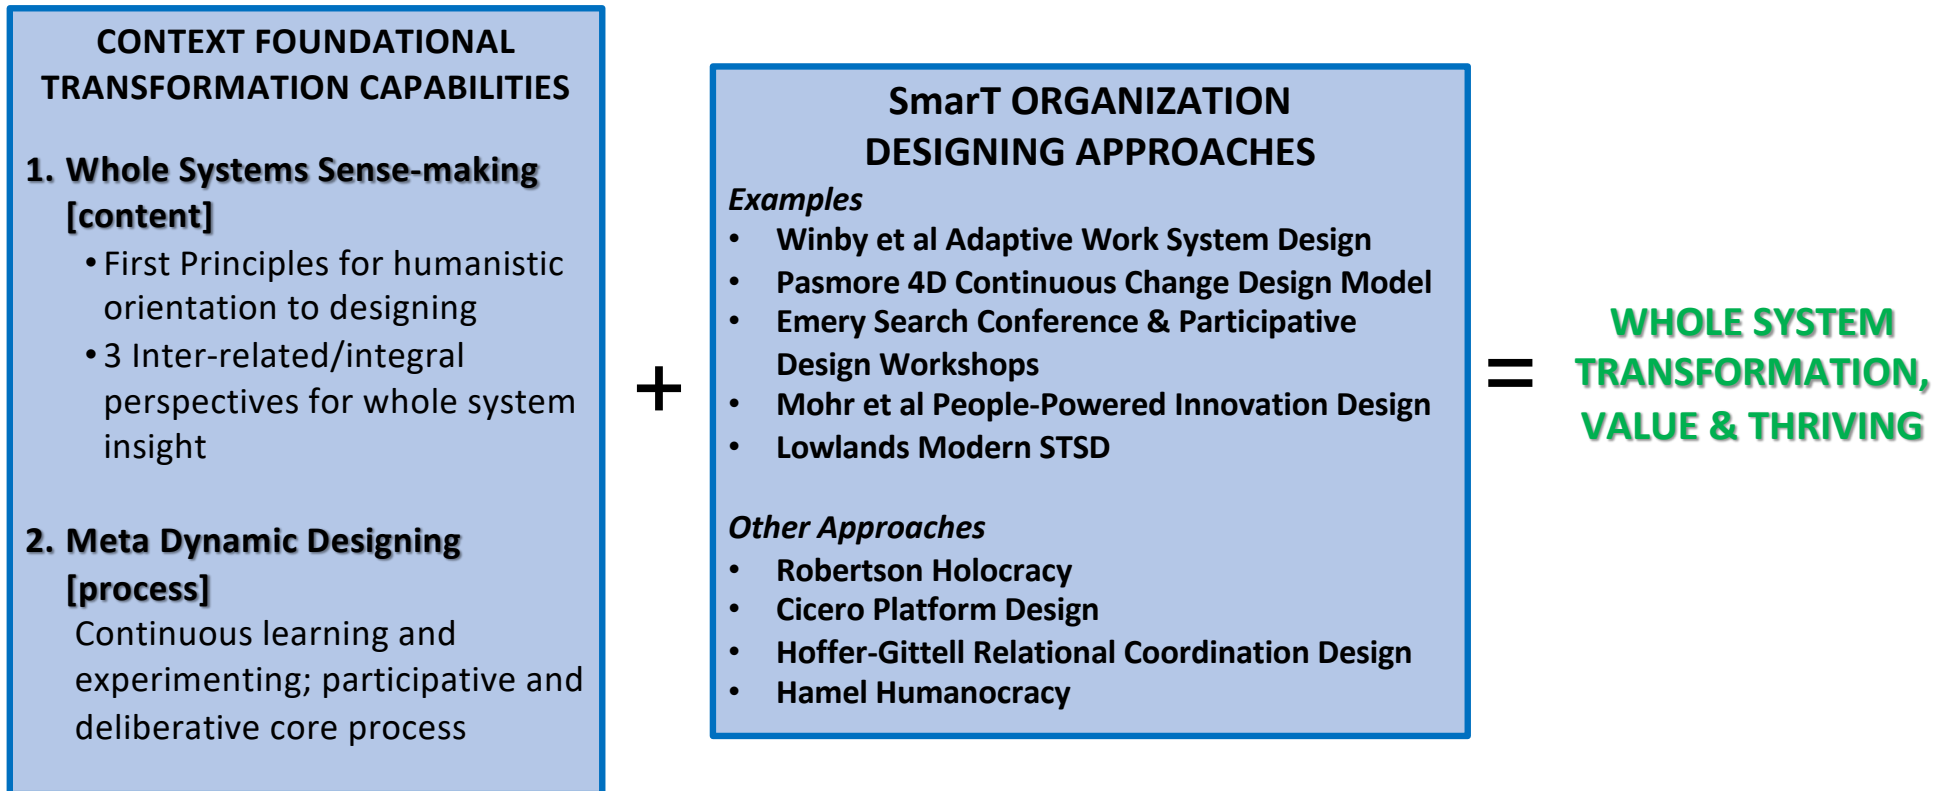 CONTEXT FOUNDATIONAL
TRANSFORMATION CAPABILITIES
1. Whole Systems Sense-making
[content]
• First Principles for humanistic
orientation to designing
• 3 Inter-related/integral
perspectives for whole system
insight
2. Meta Dynamic Designing
[process]
Continuous learning and
experimenting; participative and
deliberative core process
+
SmarT ORGANIZATION
DESIGNING APPROACHES
Examples
• Winby et al Adaptive Work System Design
• Pasmore 4D Continuous Change Design Model
• Emery Search Conference & Participative
Design Workshops
• Mohr et al People-Powered Innovation Design
• Lowlands Modern STSD
Other Approaches
• Robertson Holocracy
• Cicero Platform Design
• Hoffer-Gittell Relational Coordination Design
• Hamel Humanocracy
=
WHOLE SYSTEM
TRANSFORMATION,
VALUE & THRIVING